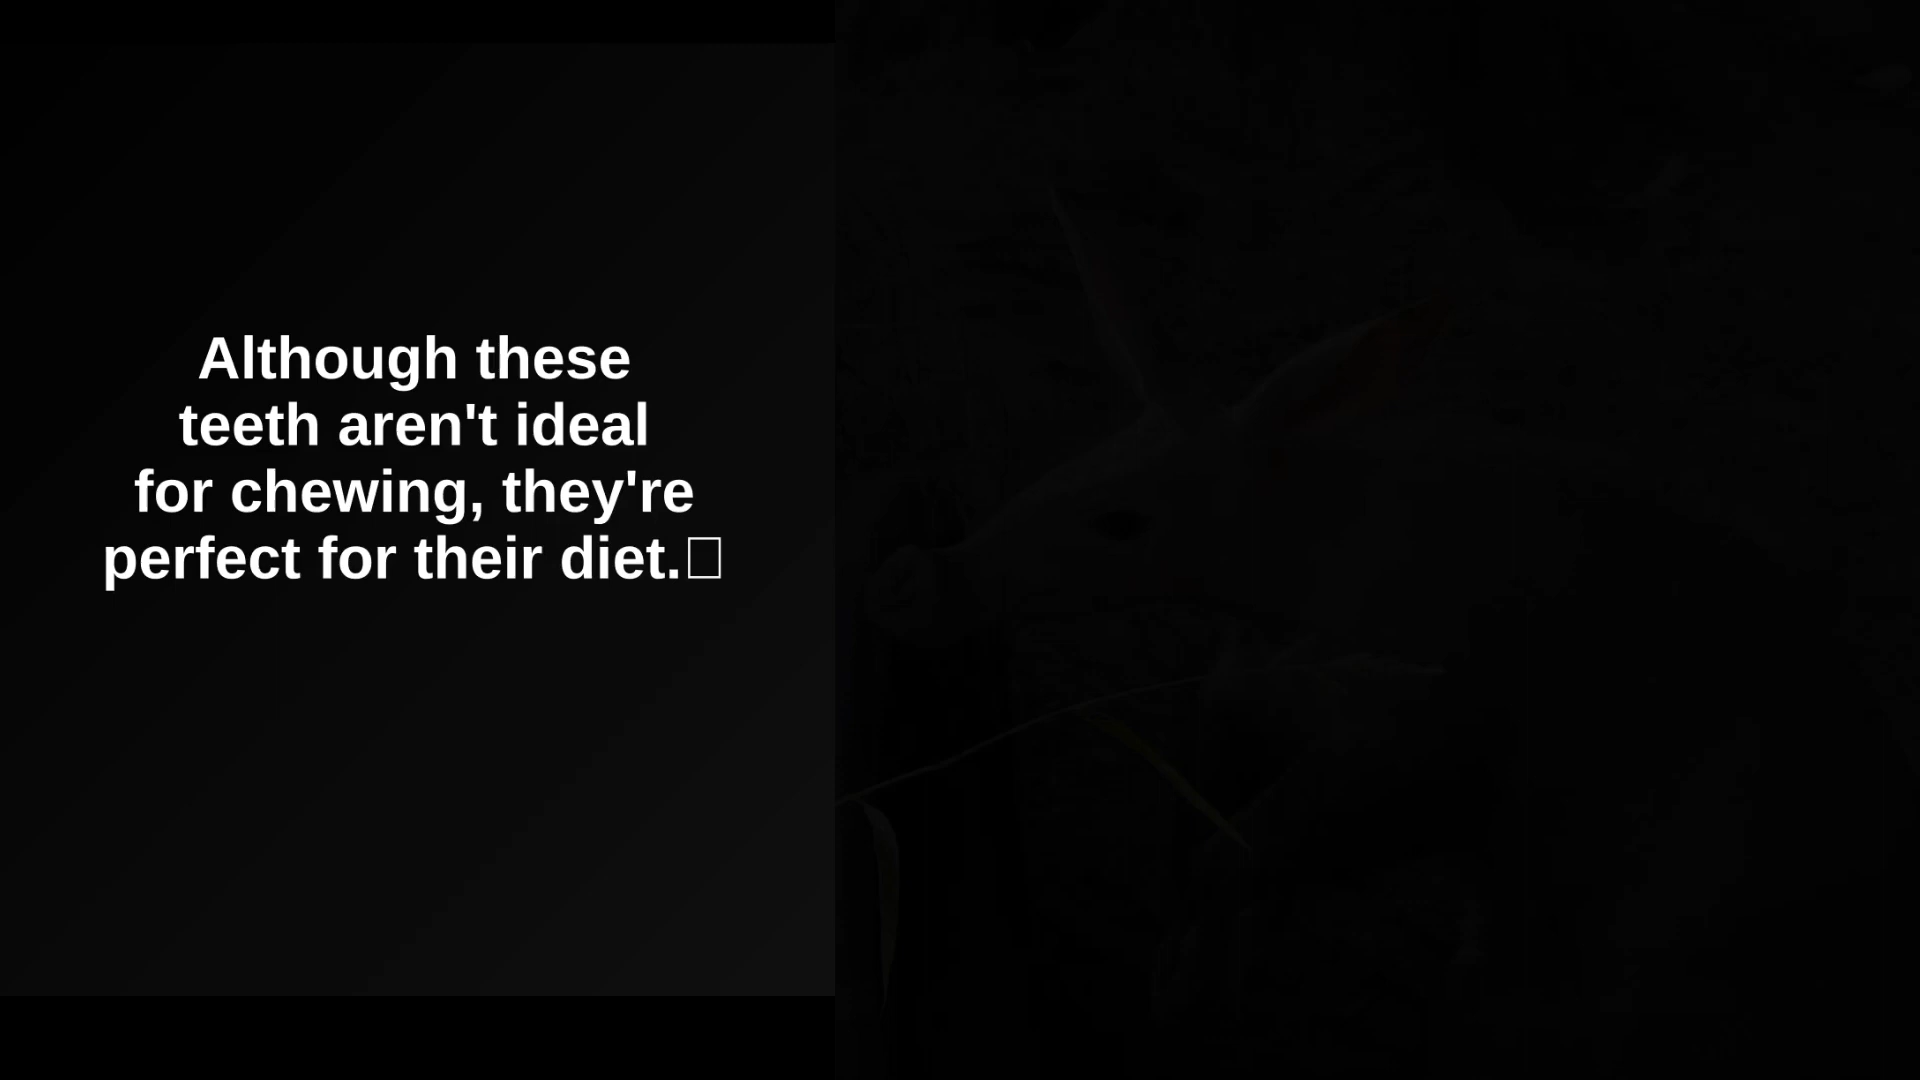 Although these
teeth aren't ideal
for chewing, they're
perfect for their diet.